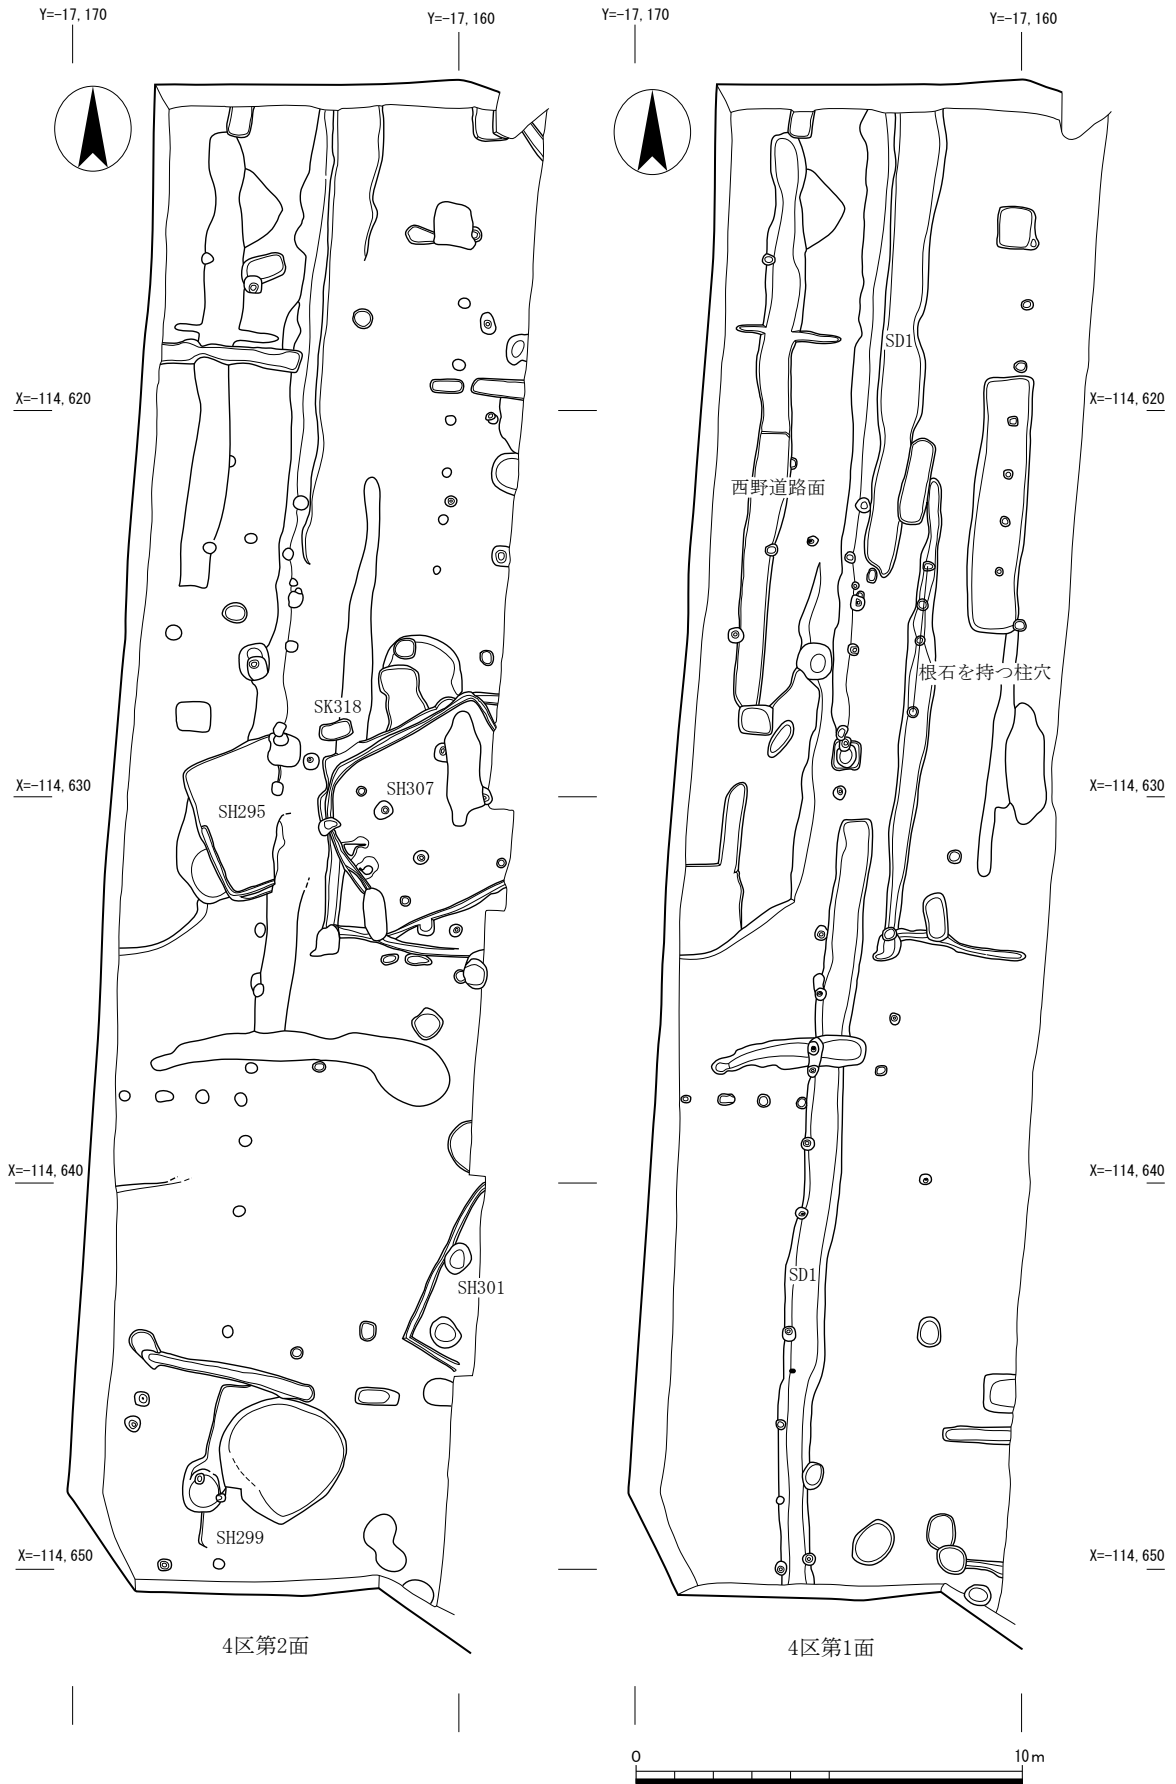 Y=-17,170
Y=-17,160
Y=-17,170
Y=-17,160
X=-114,620
X=-114,620
SD1
西野道路面
根石を持つ柱穴
SK318
X=-114,630
X=-114,630
SH307
SH295
X=-114,640
X=-114,640
SD1
SH301
SH299
X=-114,650
X=-114,650
4区第2面
4区第1面
0
10m